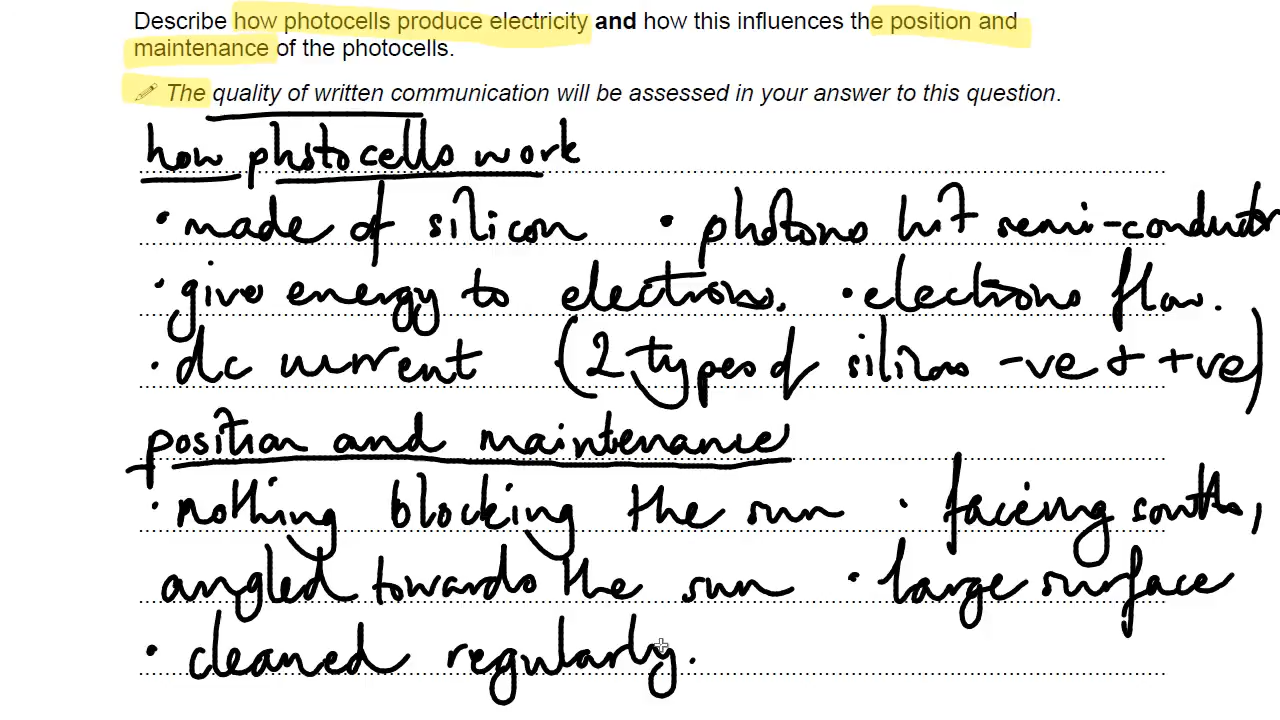 Describe how photocells produce electricity and how this influences the position and
maintenance of the photocells.
The quality of written communication will be assessed in your answer to this question.
how photocells work
• made of silicon • photons hit semi-conductor
• give energy to electrons. • electrons flow.
• dc current (2 types of silicon -ve + +ve)
position and maintenance
• nothing blocking the sun • facing south,
angled towards the sun • large surface
• cleaned regularly.